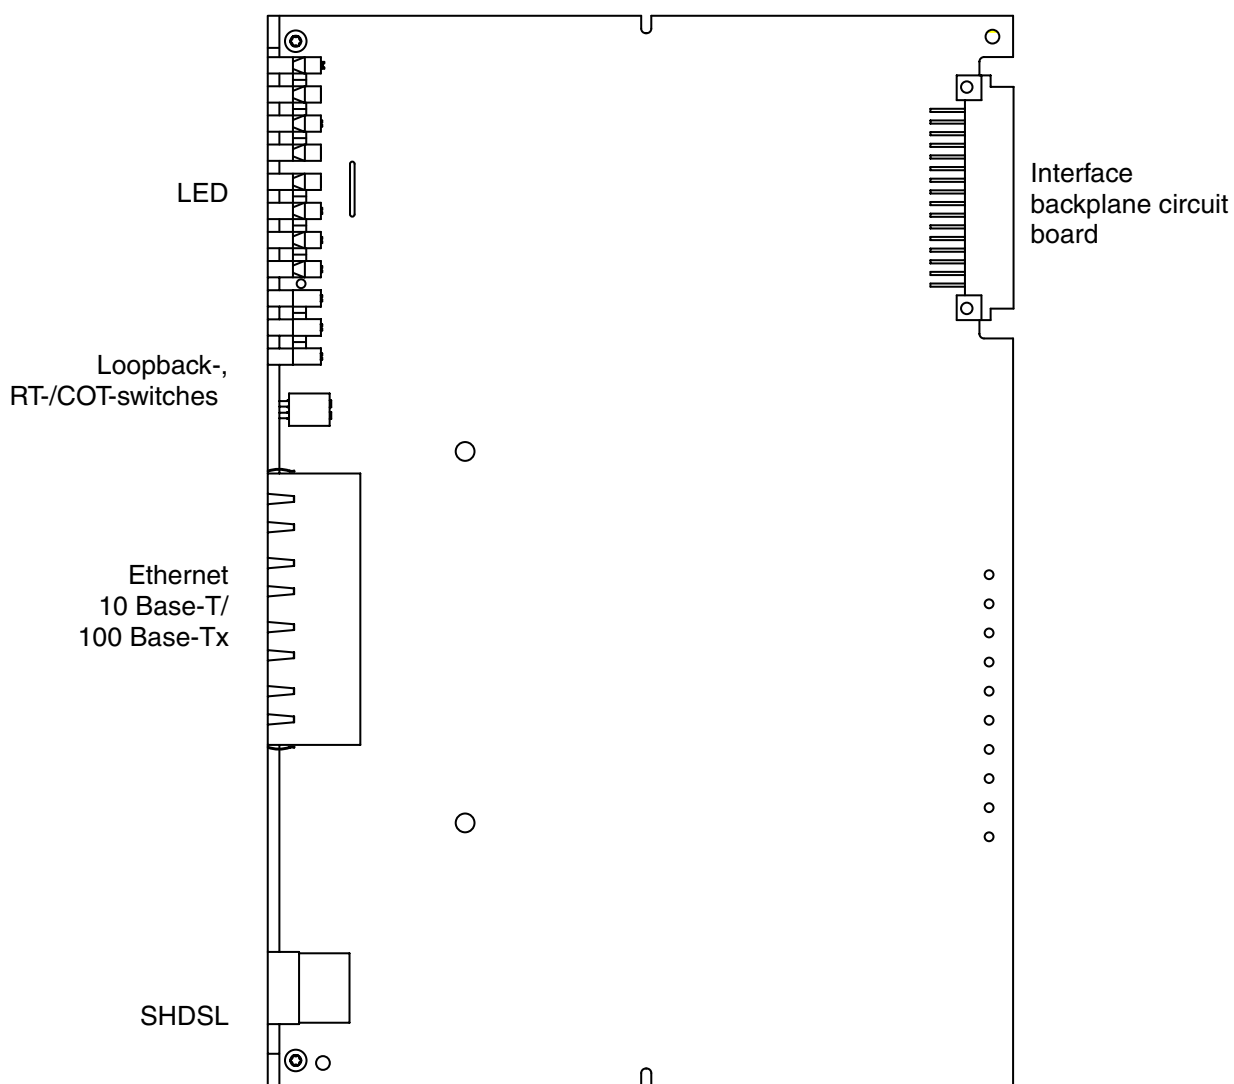 LED
Interface
backplane circuit
board
Loopback-,
RT-/COT-switches
Ethernet
10 Base-T/
100 Base-Tx
SHDSL